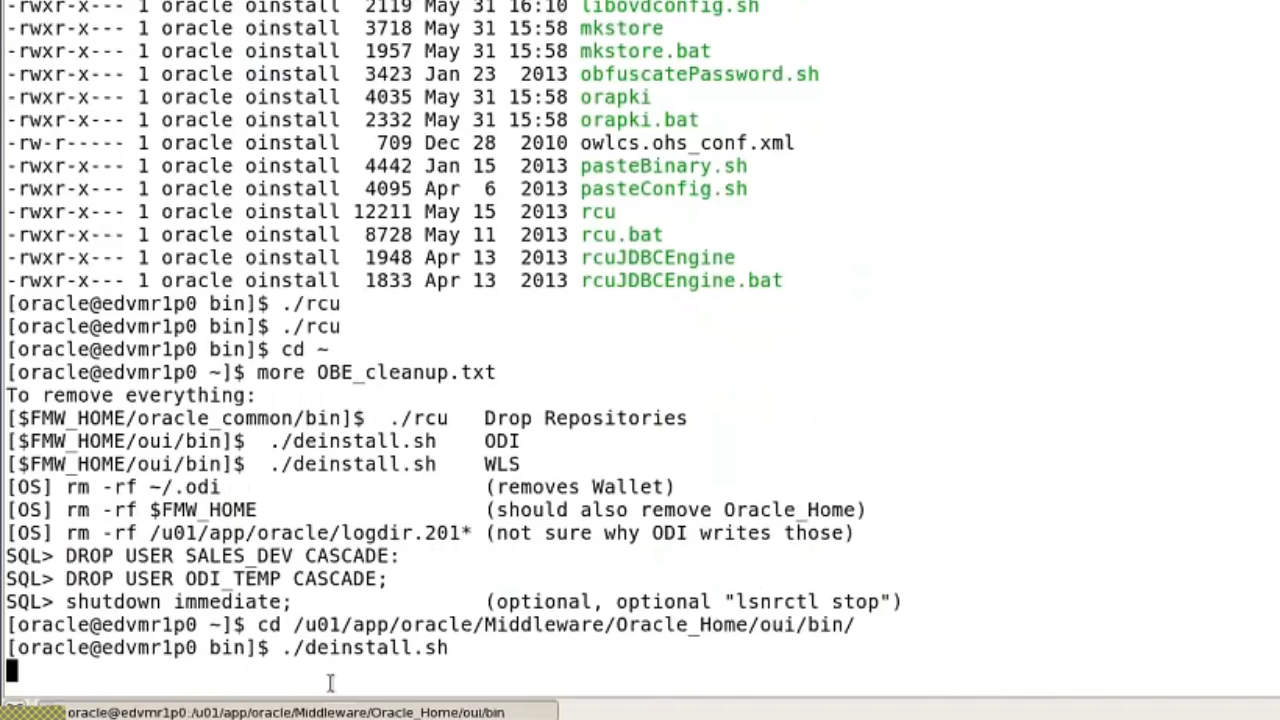 -rwxr-x--- 1 oracle oinstall  2119 May 31 16:10 libovdconfig.sh
-rwxr-x--- 1 oracle oinstall  3718 May 31 15:58 mkstore
-rwxr-x--- 1 oracle oinstall  1957 May 31 15:58 mkstore.bat
-rwxr-x--- 1 oracle oinstall  3423 Jan 23  2013 obfuscatePassword.sh
-rwxr-x--- 1 oracle oinstall  4035 May 31 15:58 orapki
-rwxr-x--- 1 oracle oinstall  2332 May 31 15:58 orapki.bat
-rw-r----- 1 oracle oinstall   709 Dec 28  2010 owlcs.ohs_conf.xml
-rwxr-x--- 1 oracle oinstall  4442 Jan 15  2013 pasteBinary.sh
-rwxr-x--- 1 oracle oinstall  4095 Apr  6  2013 pasteConfig.sh
-rwxr-x--- 1 oracle oinstall 12211 May 15  2013 rcu
-rwxr-x--- 1 oracle oinstall  8728 May 11  2013 rcu.bat
-rwxr-x--- 1 oracle oinstall  1948 Apr 13  2013 rcuJDBCEngine
-rwxr-x--- 1 oracle oinstall  1833 Apr 13  2013 rcuJDBCEngine.bat
[oracle@edvmr1p0 bin]$ ./rcu
[oracle@edvmr1p0 bin]$ ./rcu
[oracle@edvmr1p0 bin]$ cd ~
[oracle@edvmr1p0 ~]$ more OBE_cleanup.txt
To remove everything:
[$FMW_HOME/oracle_common/bin]$  ./rcu   Drop Repositories
[$FMW_HOME/oui/bin]$  ./deinstall.sh    ODI
[$FMW_HOME/oui/bin]$  ./deinstall.sh    WLS
[OS] rm -rf ~/.odi                      (removes Wallet)
[OS] rm -rf $FMW_HOME                   (should also remove Oracle_Home)
[OS] rm -rf /u01/app/oracle/logdir.201* (not sure why ODI writes those)
SQL> DROP USER SALES_DEV CASCADE:
SQL> DROP USER ODI_TEMP CASCADE;
SQL> shutdown immediate;                (optional, optional "lsnrctl stop")
[oracle@edvmr1p0 ~]$ cd /u01/app/oracle/Middleware/Oracle_Home/oui/bin/
[oracle@edvmr1p0 bin]$ ./deinstall.sh
oracle@edvmr1p0:/u01/app/oracle/Middleware/Oracle_Home/oui/bin